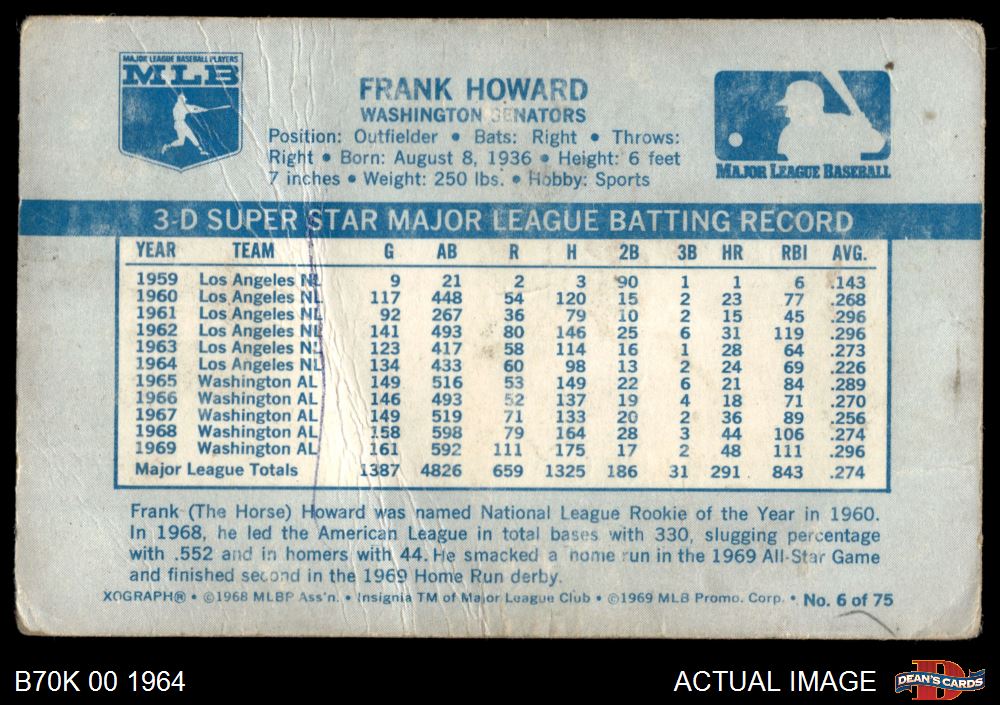 MAJOR LEAGUE BASEBALL PLAYERS
MLB
FRANK HOWARD
WASHINGTON SENATORS
Position: Outfielder • Bats: Right • Throws:
Right • Born: August 8, 1936 • Height: 6 feet
7 inches • Weight: 250 lbs. • Hobby: Sports
MAJOR LEAGUE BASEBALL
3-D SUPER STAR MAJOR LEAGUE BATTING RECORD
YEAR TEAM G AB R H 2B 3B HR RBI AVG.
1959 Los Angeles NL 9 21 2 3 90 1 1 6 .143
1960 Los Angeles NL 117 448 54 120 15 2 23 77 .268
1961 Los Angeles NL 92 267 36 79 10 2 15 45 .296
1962 Los Angeles NL 141 493 80 146 25 6 31 119 .296
1963 Los Angeles NL 123 417 58 114 16 1 28 64 .273
1964 Los Angeles NL 134 433 60 98 13 2 24 69 .226
1965 Washington AL 149 516 53 149 22 6 21 84 .289
1966 Washington AL 146 493 52 137 19 4 18 71 .270
1967 Washington AL 149 519 71 133 20 2 36 89 .256
1968 Washington AL 158 598 79 164 28 3 44 106 .274
1969 Washington AL 161 592 111 175 17 2 48 111 .296
Major League Totals 1387 4826 659 1325 186 31 291 843 .274
Frank (The Horse) Howard was named National League Rookie of the Year in 1960.
In 1968, he led the American League in total bases with 330, slugging percentage
with .552 and in homers with 44. He smacked a home run in the 1969 All-Star Game
and finished second in the 1969 Home Run derby.
XOGRAPH® • ©1968 MLBP Ass'n. • Insignia TM of Major League Club • ©1969 MLB Promo. Corp. • No. 6 of 75
B70K 00 1964
ACTUAL IMAGE
DEAN'S CARDS